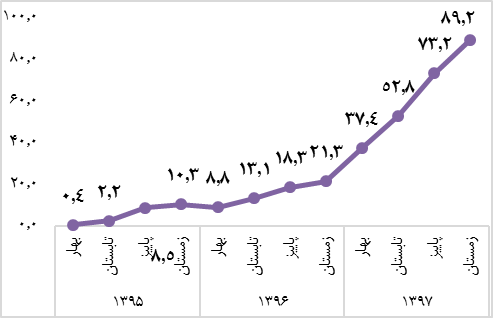 ۱۰۰,۰
۸۰,۰
۶۰,۰
۴۰,۰
۲۰,۰
۰,۰
۰,۴
۲,۲
۸,۵
۱۰,۳
۸,۸
۱۳,۱
۱۸,۳
۲۱,۳
۳۷,۴
۵۲,۸
۷۳,۲
۸۹,۲
بهار
تابستان
پاییز
زمستان
بهار
تابستان
پاییز
زمستان
بهار
تابستان
پاییز
زمستان
۱۳۹۵
۱۳۹۶
۱۳۹۷